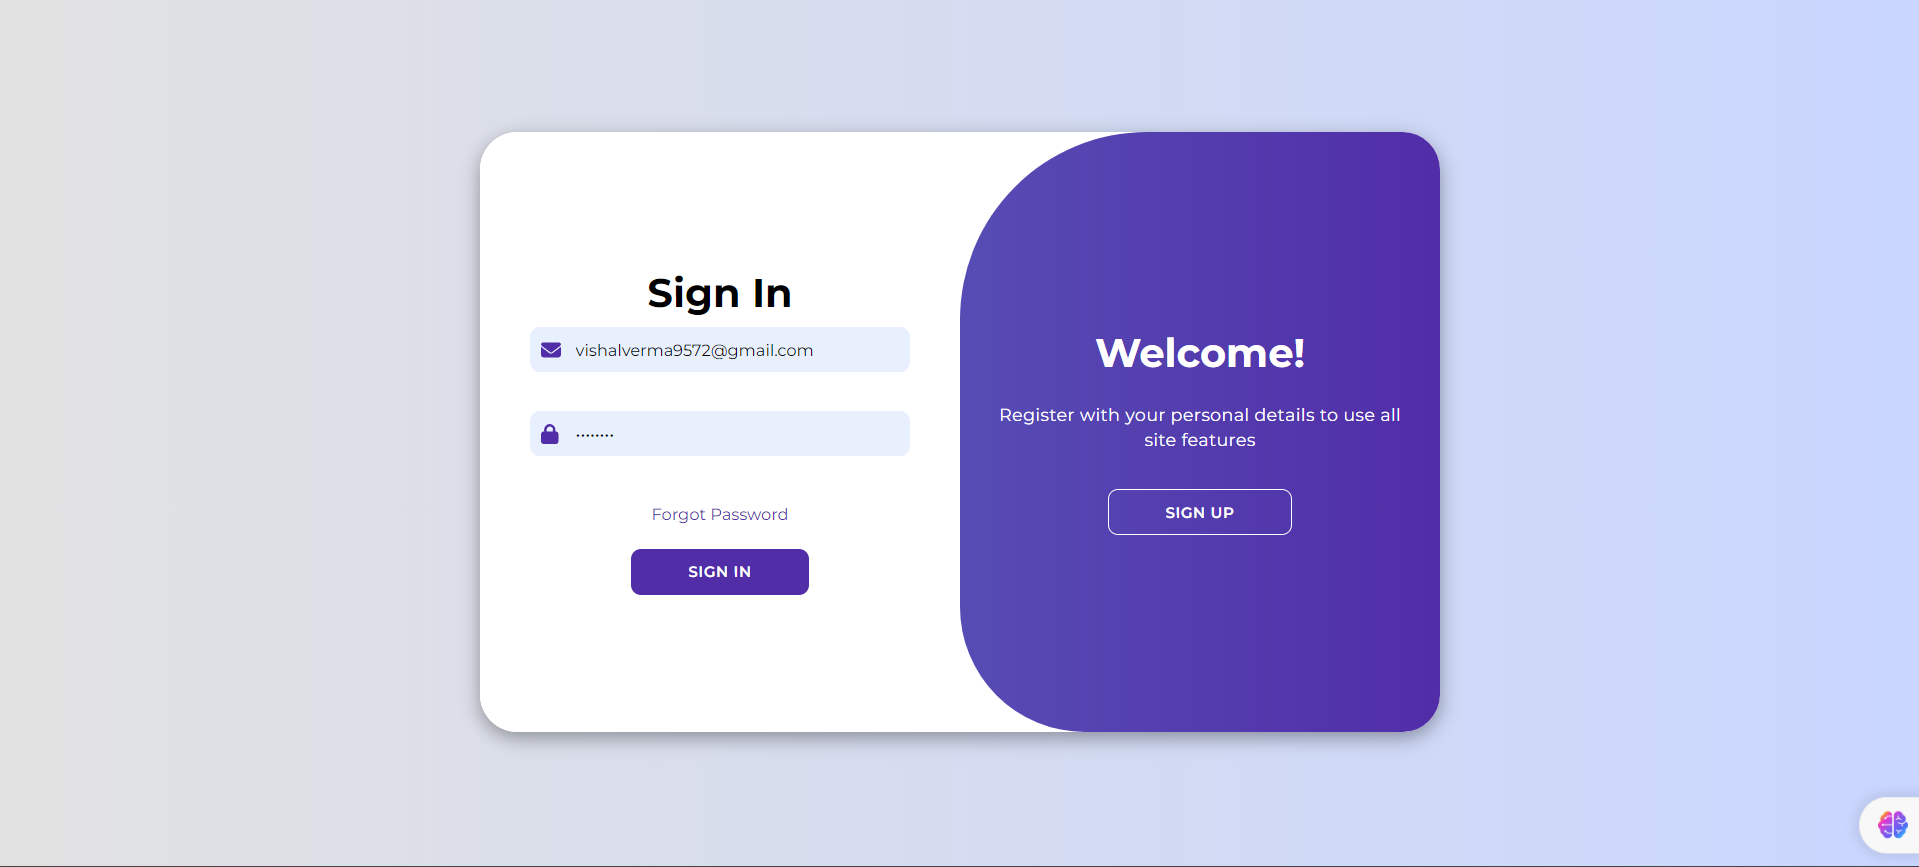 Sign In
vishalverma9572@gmail.com
........
Forgot Password
SIGN IN
Welcome!
Register with your personal details to use all
site features
SIGN UP